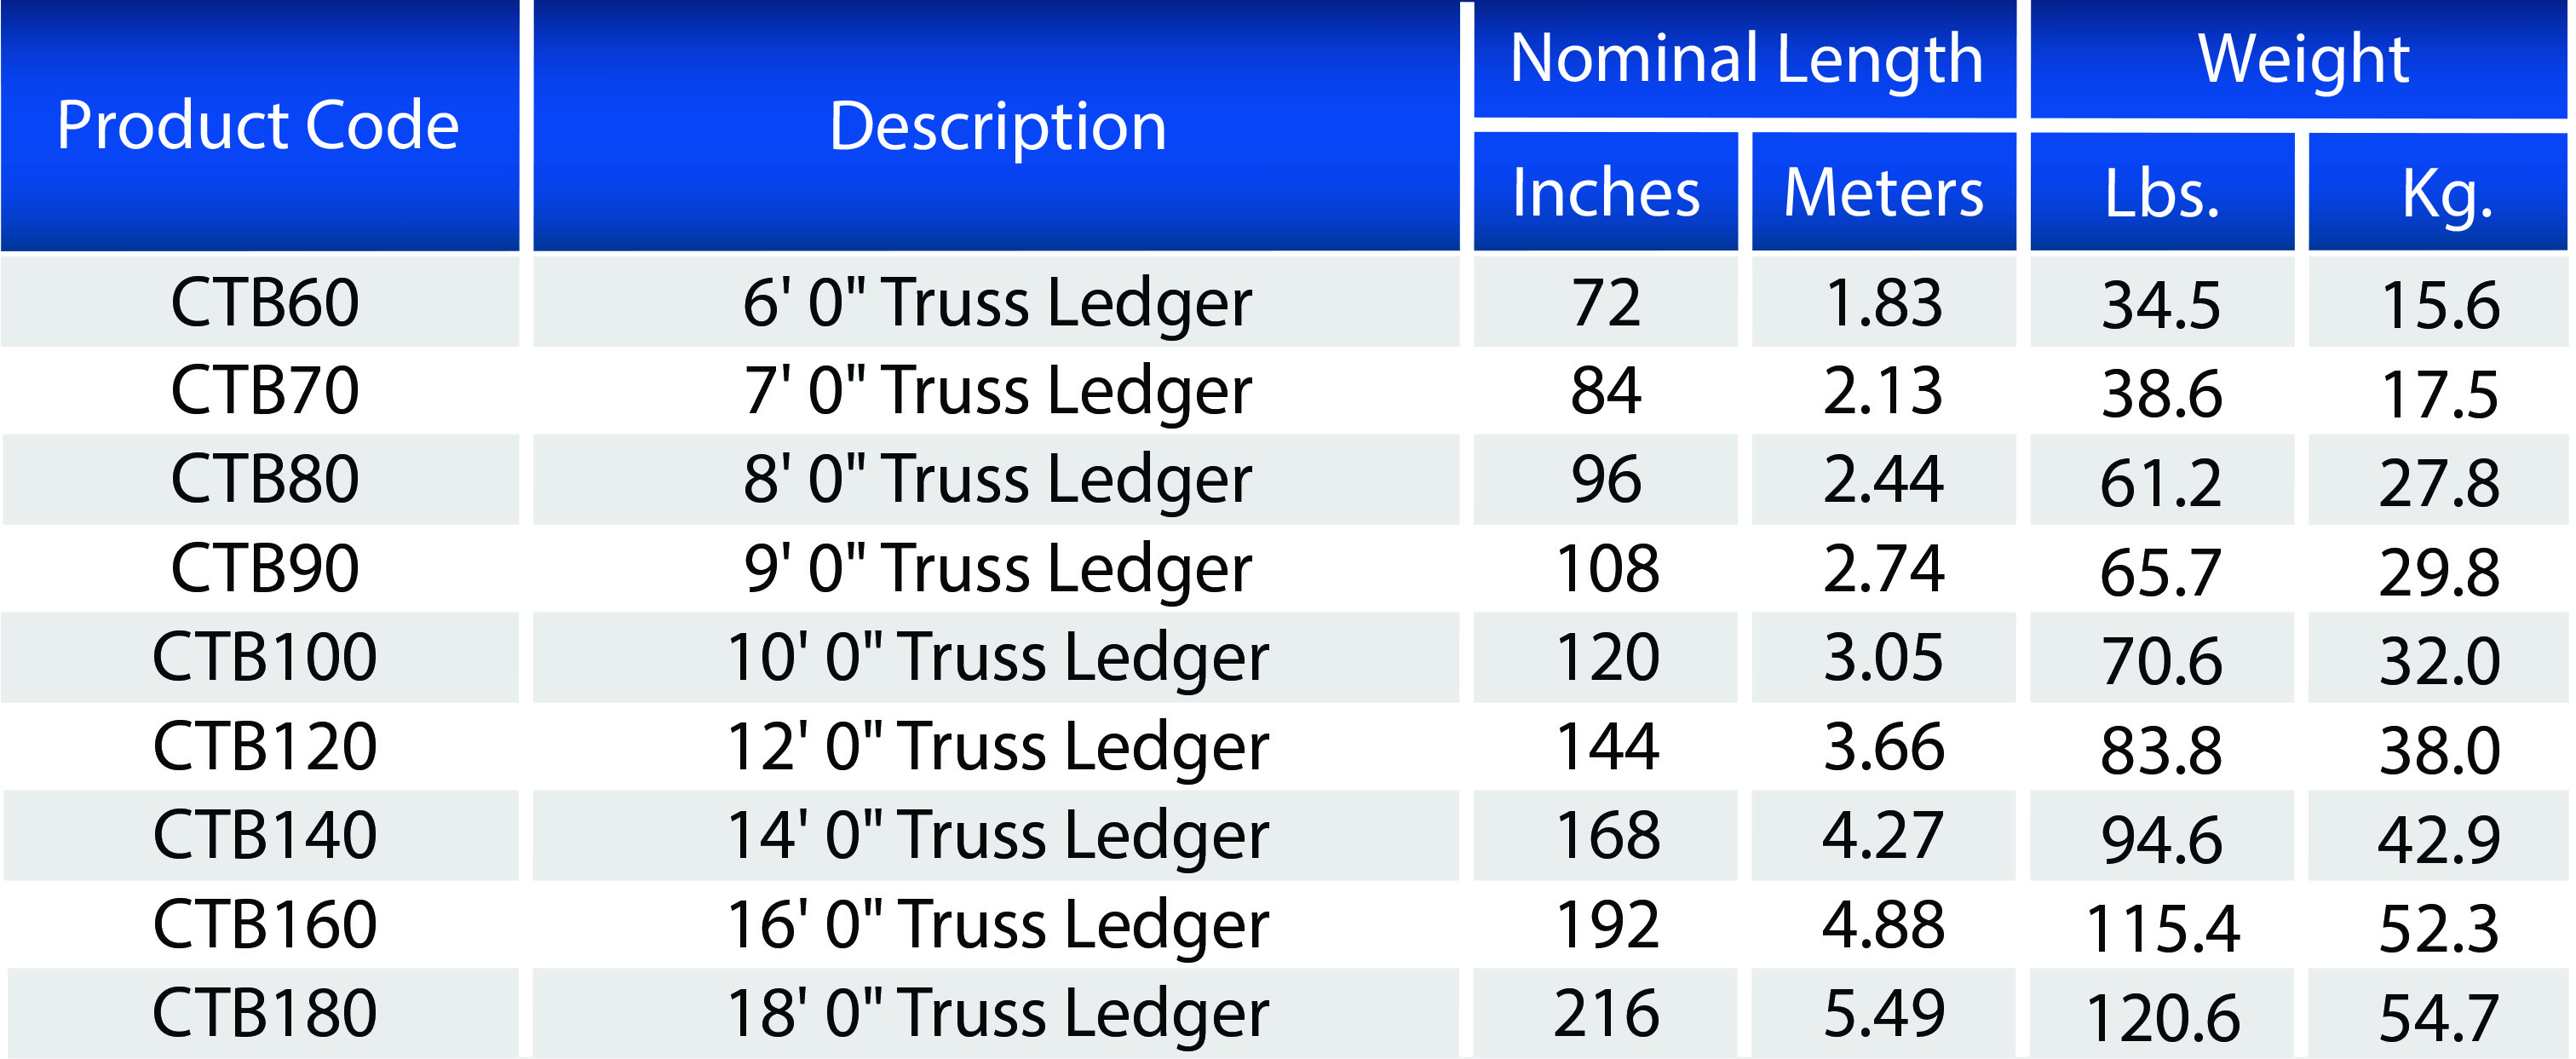 Product Code Description Nominal Length Weight
Inches Meters Lbs. Kg.
CTB60 6' 0" Truss Ledger 72 1.83 34.5 15.6
CTB70 7' 0" Truss Ledger 84 2.13 38.6 17.5
CTB80 8' 0" Truss Ledger 96 2.44 61.2 27.8
CTB90 9' 0" Truss Ledger 108 2.74 65.7 29.8
CTB100 10' 0" Truss Ledger 120 3.05 70.6 32.0
CTB120 12' 0" Truss Ledger 144 3.66 83.8 38.0
CTB140 14' 0" Truss Ledger 168 4.27 94.6 42.9
CTB160 16' 0" Truss Ledger 192 4.88 115.4 52.3
CTB180 18' 0" Truss Ledger 216 5.49 120.6 54.7